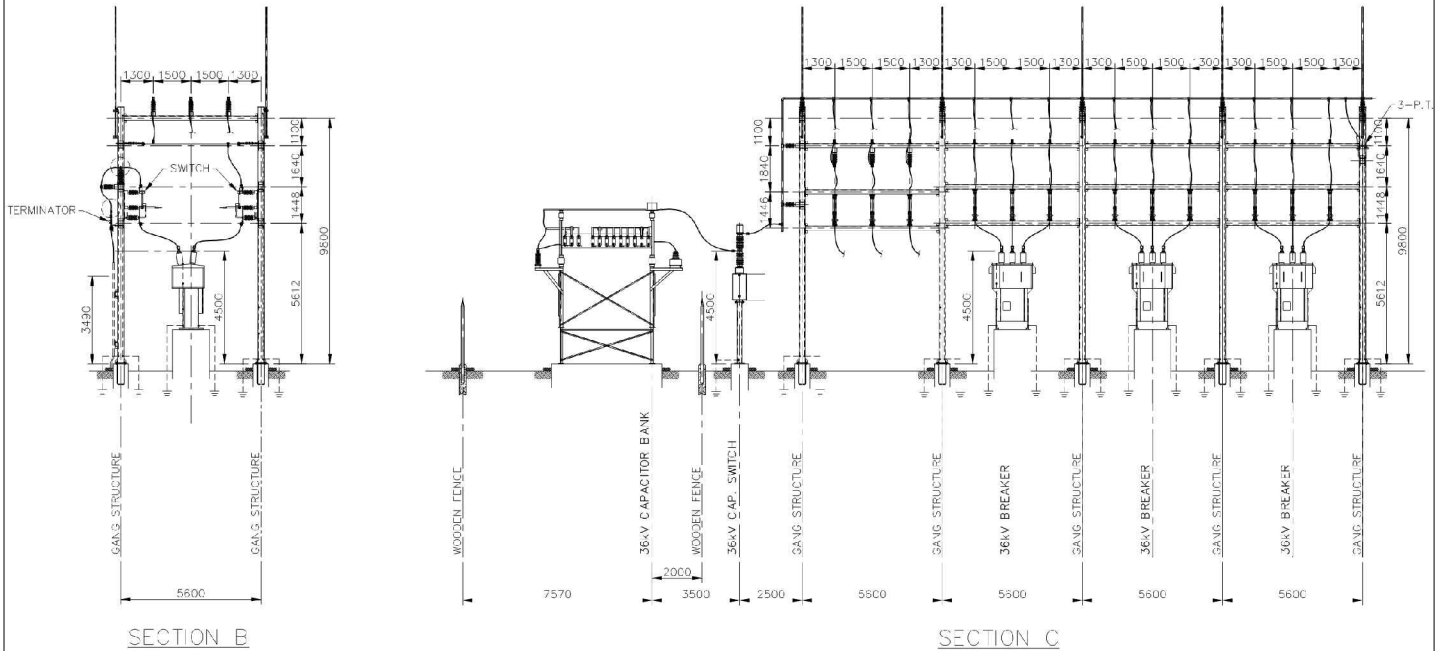 1300 1500 1500 1300
1100
1640
1448
9800
5612
4500
3490
SWITCH
TERMINATOR
GANG STRUCTURE
GANG STRUCTURE
5600
SECTION B
1300 1500 1500 1300 1300 1500 1500 1300 1300 1500 1500 1300 1300 1500 1500 1300
3-P.T.
1100
1840
1446
4500
4500
1100
1640
1448
9800
5612
WOODEN FENCE
36kV CAPACITOR BANK
WOODEN FENCE
36kV CAP. SWITCH
GANG STRUCTURE
GANG STRUCTURE
36kV BREAKER
GANG STRUCTURE
36kV BREAKER
GANG STRUCTURE
36kV BREAKER
GANG STRUCTURE
2000
7570 3500 2500 5600 5600 5600 5600
SECTION C